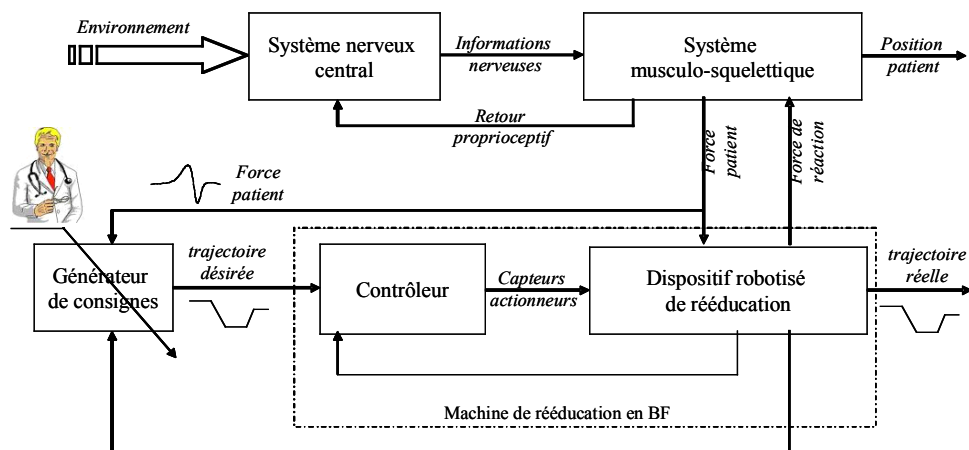 Environnement
Système nerveux
central
Informations
nerveuses
Système
musculo-squelettique
Position
patient
Retour
proprioceptif
Force
patient
Force de
réaction
Force
patient
Générateur
de consignes
trajectoire
désirée
Contrôleur
Capteurs
actionneurs
Dispositif robotisé
de rééducation
trajectoire
réelle
Machine de rééducation en BF